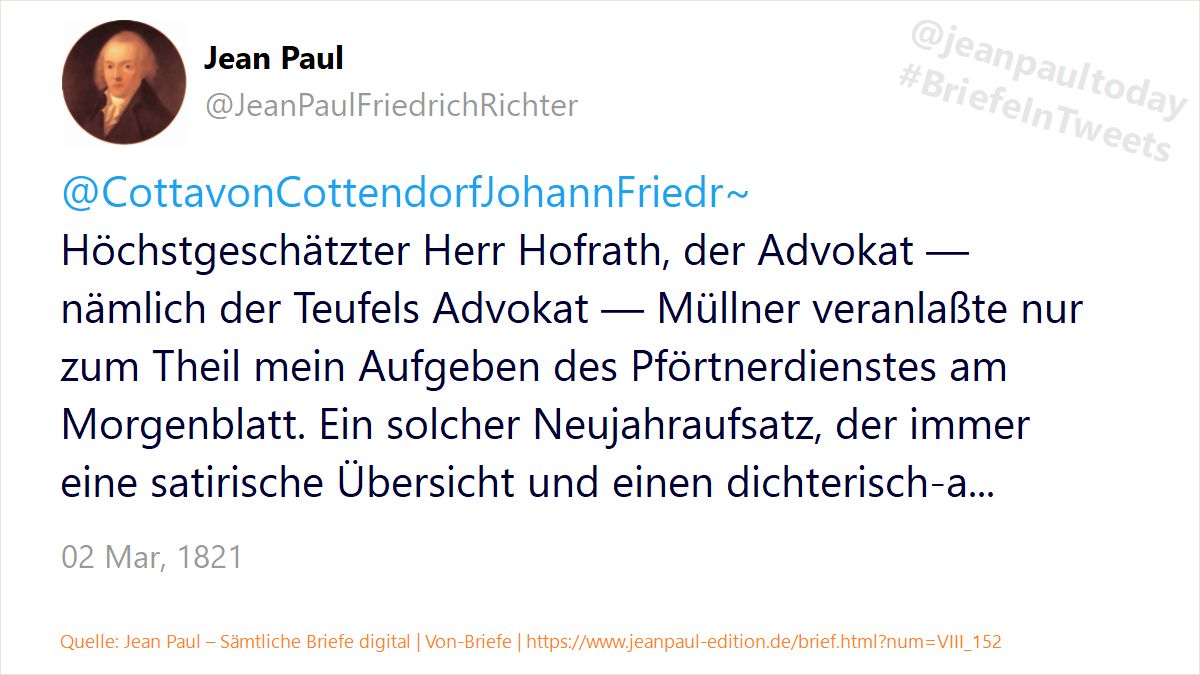 @jeanpaultoday
#BriefeInTweets
Jean Paul
@JeanPaulFriedrichRichter
@CottavonCottendorfJohannFriedr~
Höchstgeschätzter Herr Hofrath, der Advokat —
nämlich der Teufels Advokat — Müllner veranlaßte nur
zum Theil mein Aufgeben des Pförtnerdienstes am
Morgenblatt. Ein solcher Neujahraufsatz, der immer
eine satirische Übersicht und einen dichterisch-a...
02 Mar, 1821
Quelle: Jean Paul – Sämtliche Briefe digital | Von-Briefe | https://www.jeanpaul-edition.de/brief.html?num=VIII_152